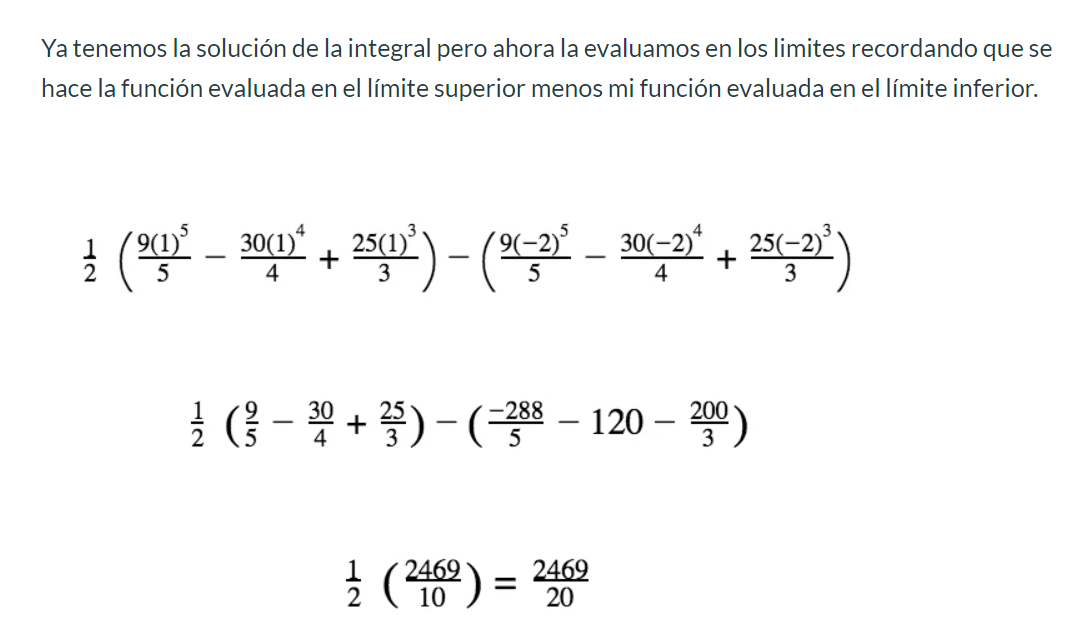 Ya tenemos la solución de la integral pero ahora la evaluamos en los limites recordando que se
hace la función evaluada en el límite superior menos mi función evaluada en el límite inferior.
\frac{1}{2} \left( \frac{9(1)^5}{5} - \frac{30(1)^4}{4} + \frac{25(1)^3}{3} \right) - \left( \frac{9(-2)^5}{5} - \frac{30(-2)^4}{4} + \frac{25(-2)^3}{3} \right)
\frac{1}{2} \left( \frac{9}{5} - \frac{30}{4} + \frac{25}{3} \right) - \left( \frac{-288}{5} - 120 - \frac{200}{3} \right)
\frac{1}{2} \left( \frac{2469}{10} \right) = \frac{2469}{20}